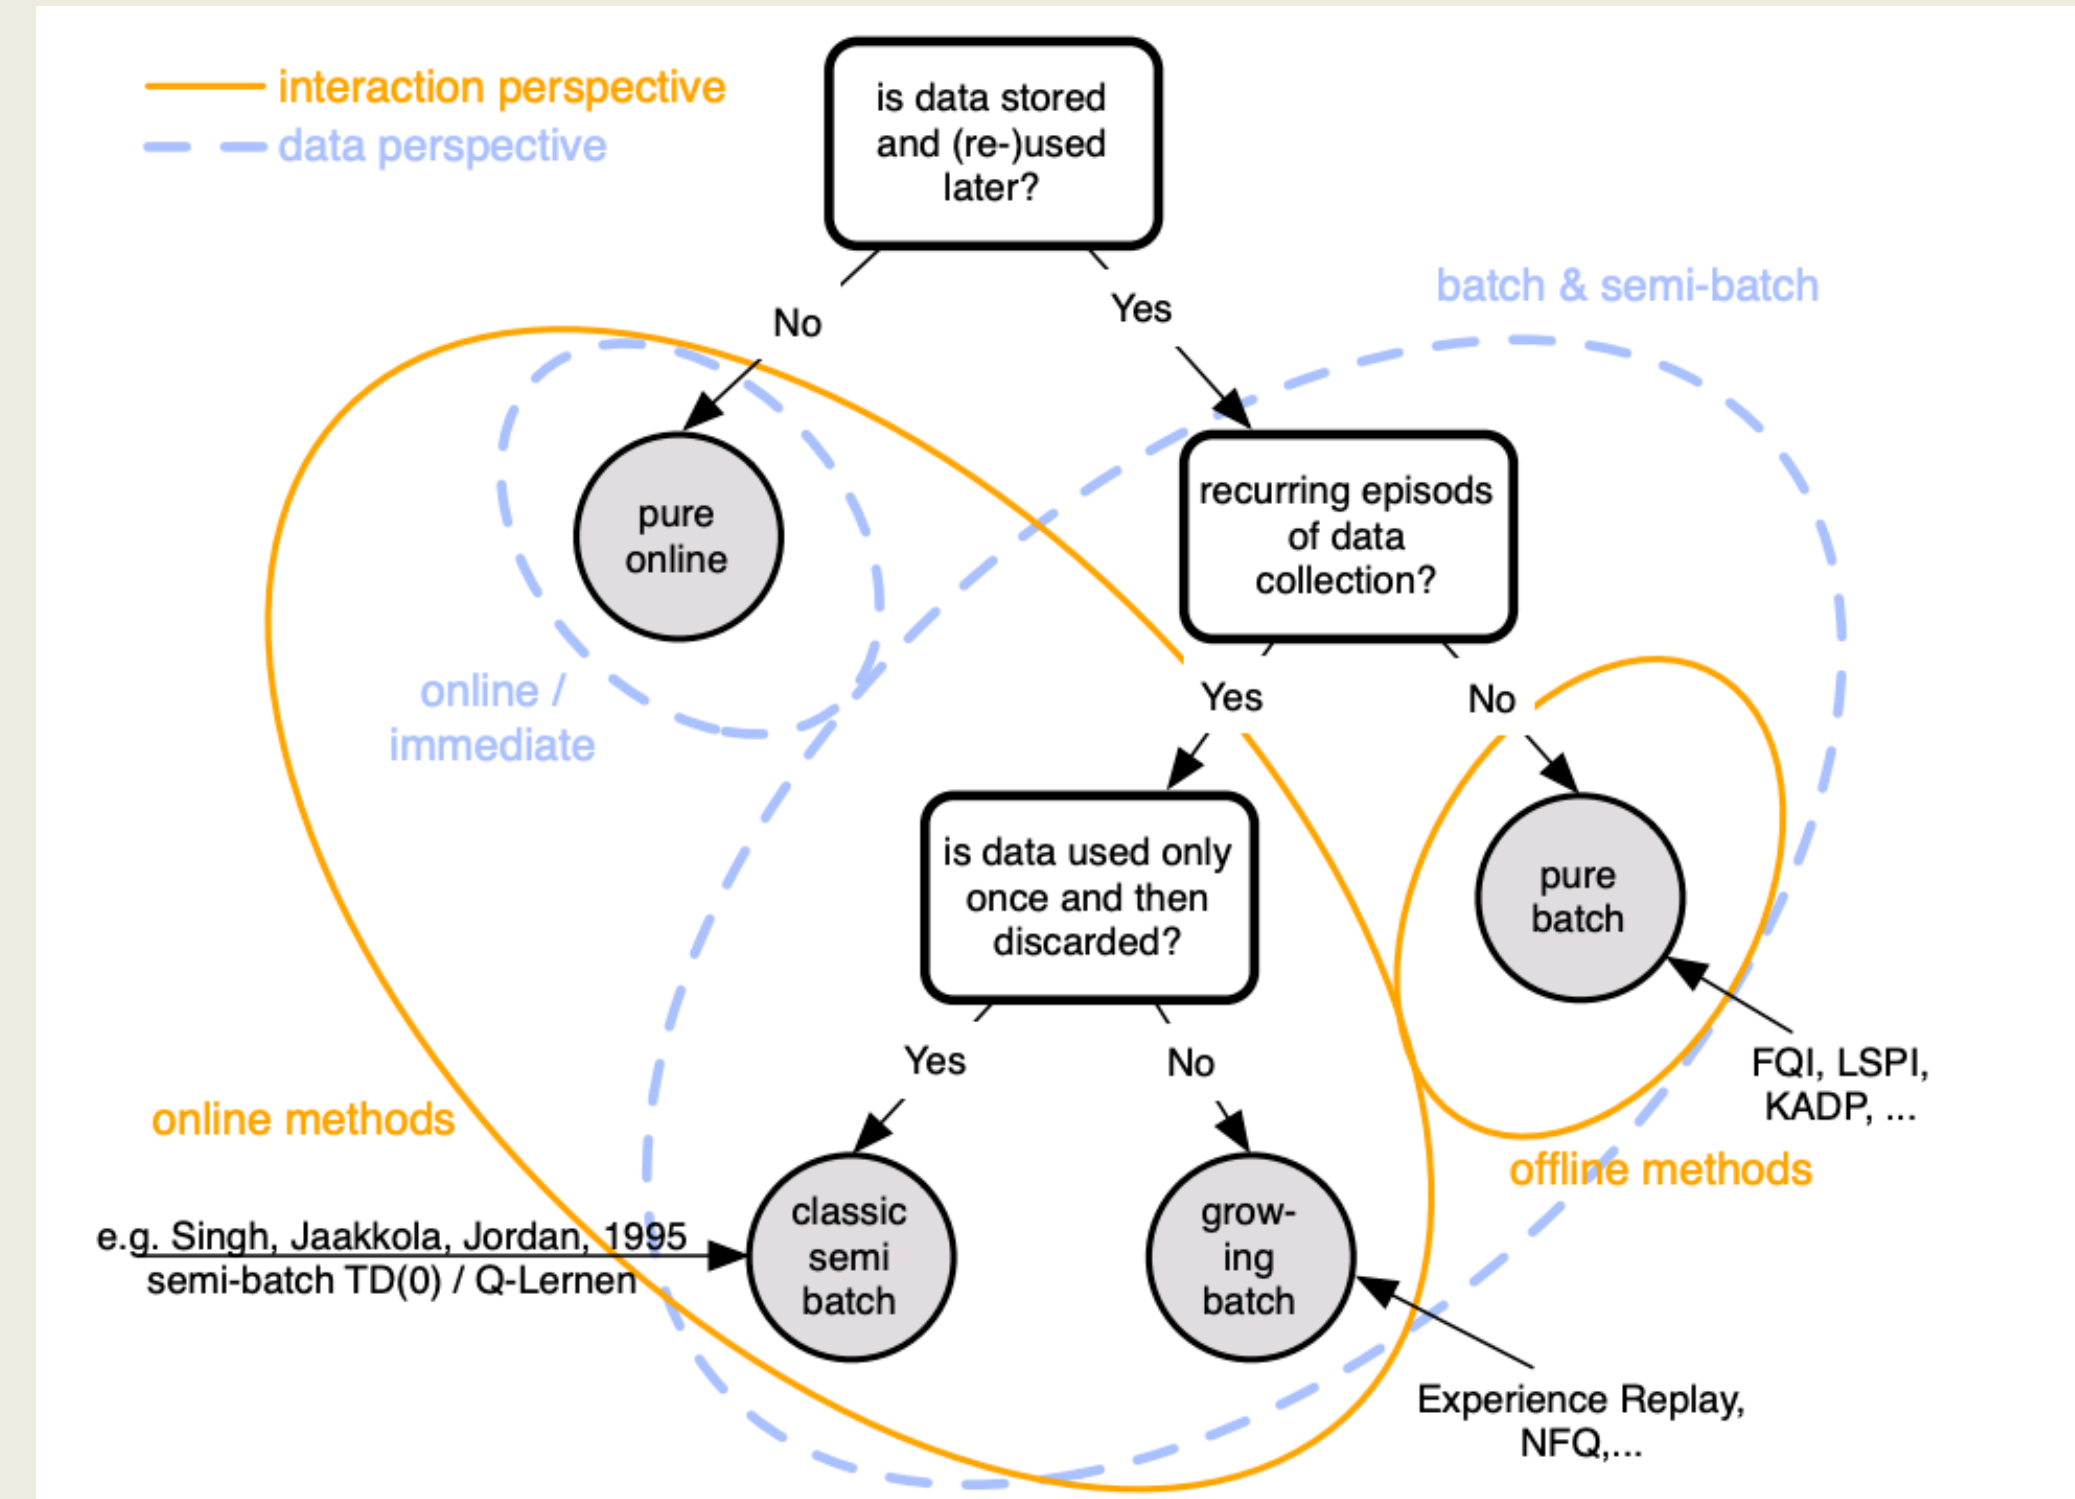 interaction perspective
data perspective
is data stored
and (re-)used
later?
No
Yes
batch & semi-batch
pure
online
recurring episods
of data
collection?
online /
immediate
Yes
No
is data used only
once and then
discarded?
pure
batch
Yes
No
FQI, LSPI,
KADP, ...
online methods
offline methods
e.g. Singh, Jaakkola, Jordan, 1995
semi-batch TD(0) / Q-Lernen
classic
semi
batch
grow-
ing
batch
Experience Replay,
NFQ,...